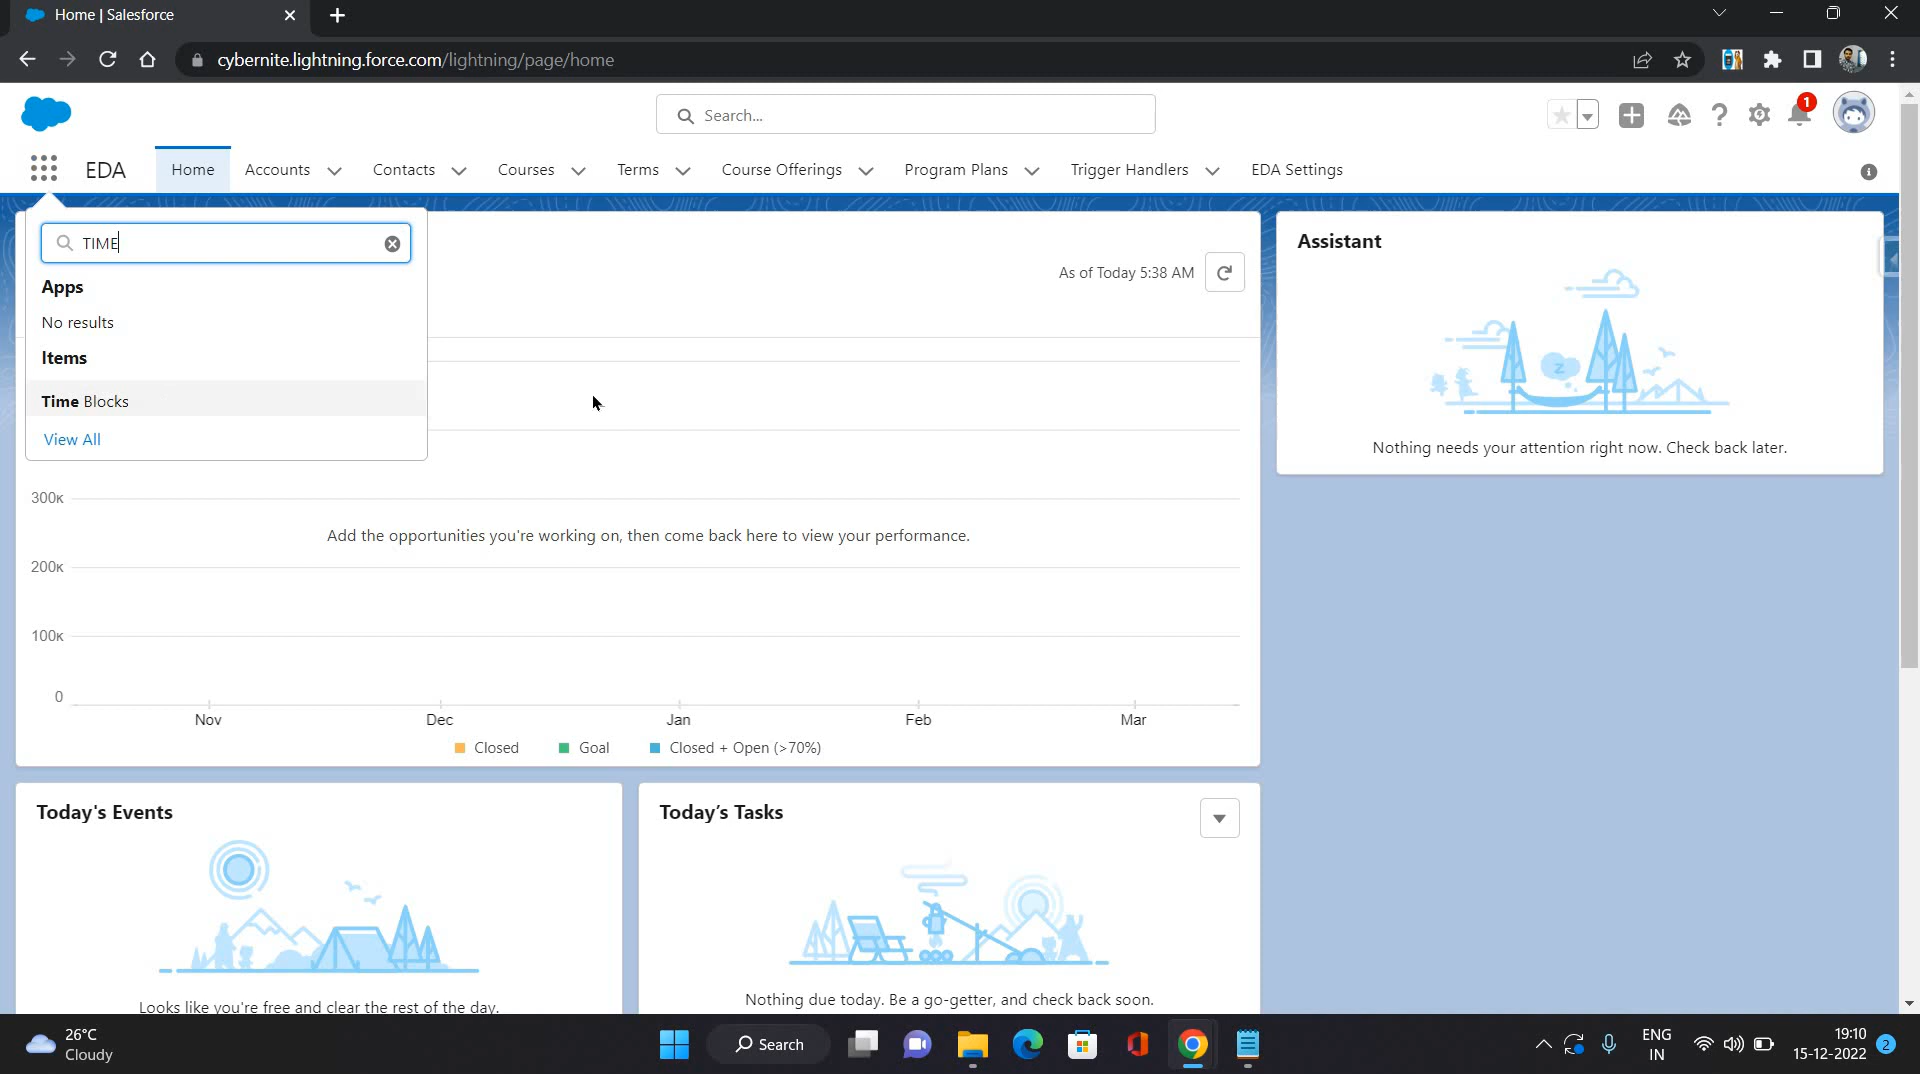 Home | Salesforce
cybernite.lightning.force.com/lightning/page/home
Search...
1
EDA
Home
Accounts
Contacts
Courses
Terms
Course Offerings
Program Plans
Trigger Handlers
EDA Settings
TIME
Apps
No results
Items
Time Blocks
View All
As of Today 5:38 AM
300K
Add the opportunities you're working on, then come back here to view your performance.
200K
100K
0
Nov
Dec
Jan
Feb
Mar
Closed
Goal
Closed + Open (>70%)
Assistant
Z
Nothing needs your attention right now. Check back later.
Today's Events
Looks like you're free and clear the rest of the day.
Today's Tasks
Nothing due today. Be a go-getter, and check back soon.
26°C
Cloudy
Search
ENG
IN
19:10
15-12-2022
2